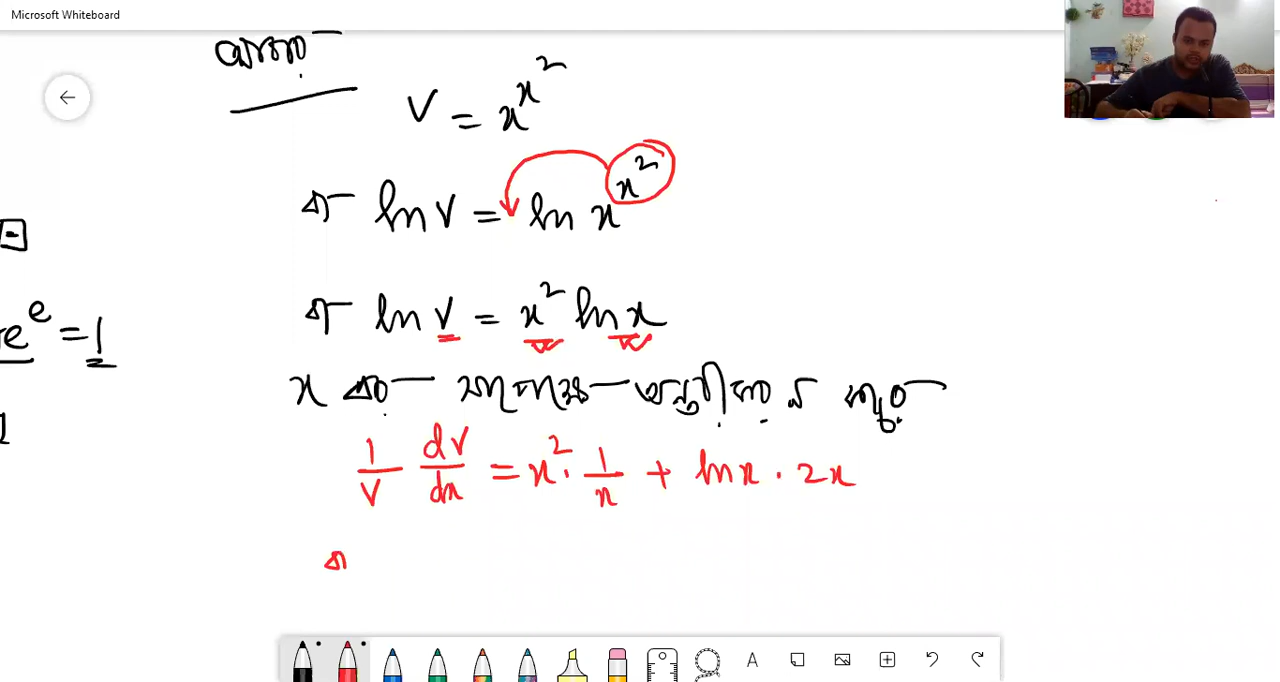 Microsoft Whiteboard
v = x^x^2
বা ln v = ln x^x^2
বা ln v = x^2 ln x
e^e = 1
x এর সাপেক্ষে অন্তরীকরণ করে
1/v dv/dx = x^2 · 1/x + ln x · 2x
বা